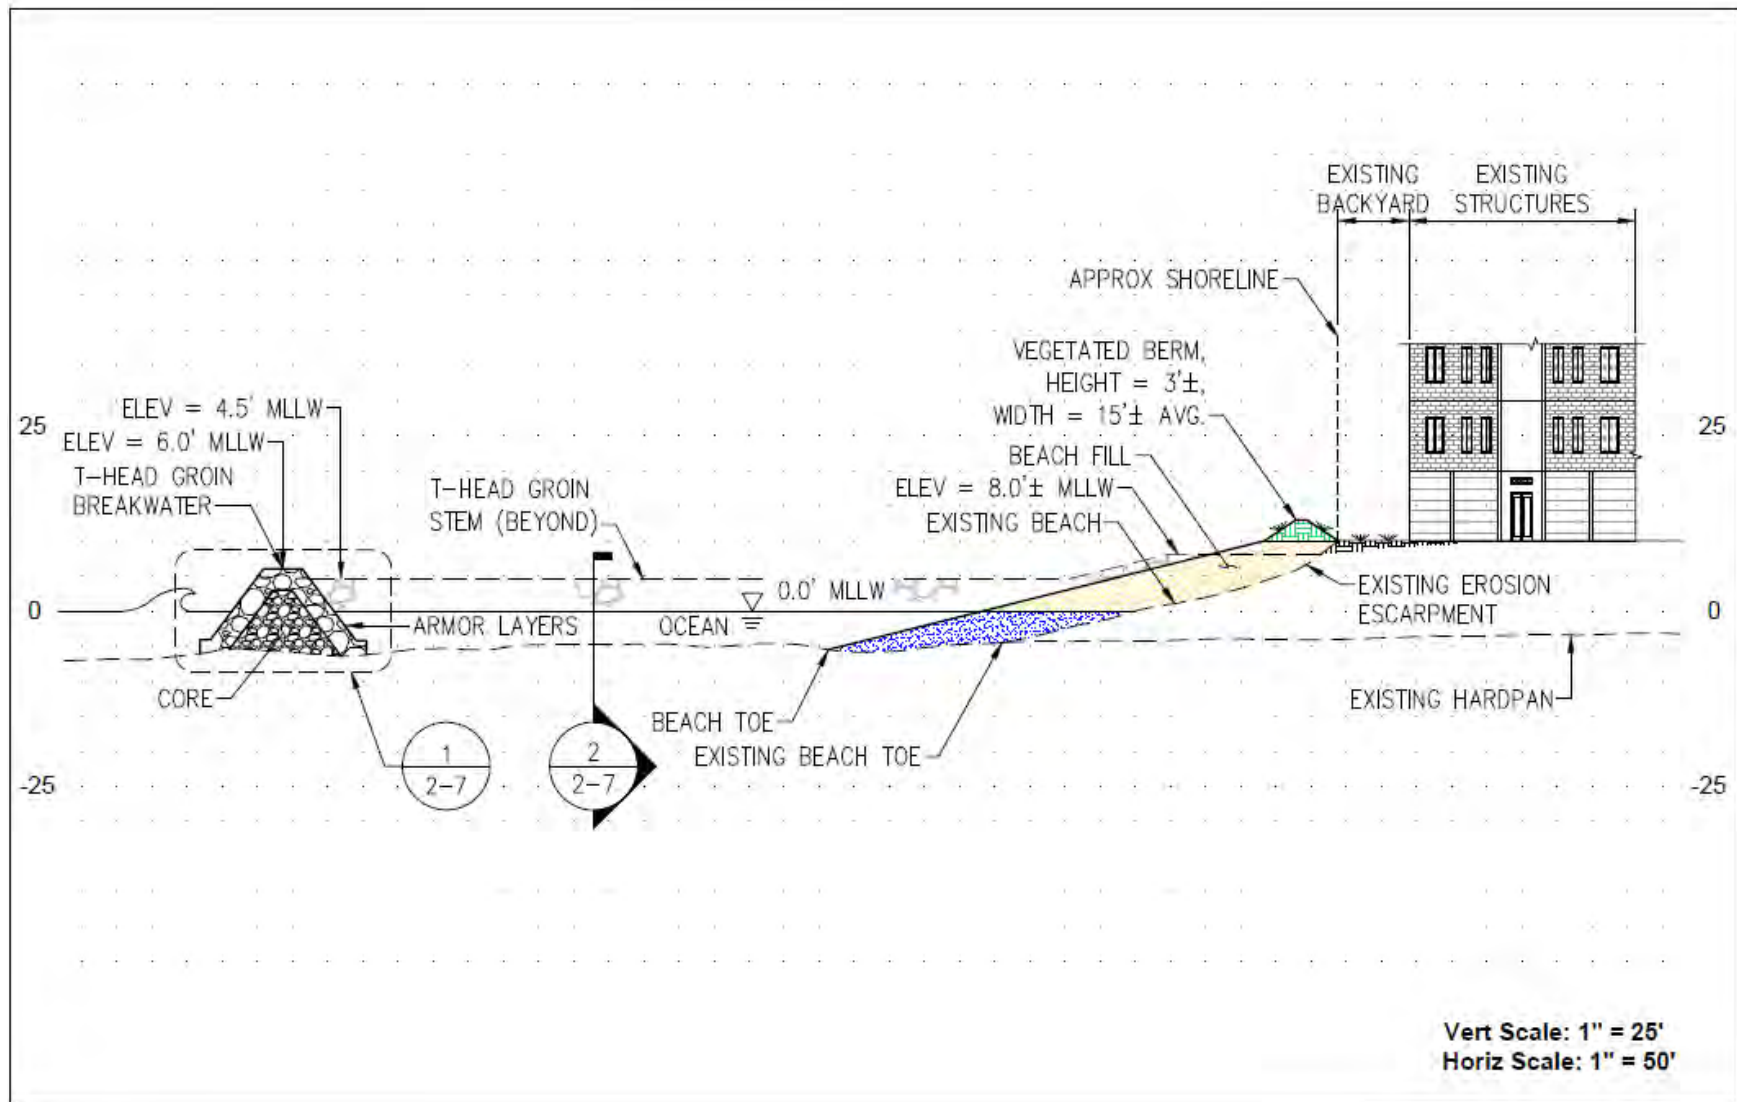 EXISTING
BACKYARD
EXISTING
STRUCTURES
APPROX SHORELINE
VEGETATED BERM,
HEIGHT = 3'±,
WIDTH = 15'± AVG.
BEACH FILL
ELEV = 8.0'± MLLW
EXISTING BEACH
ELEV = 4.5' MLLW
ELEV = 6.0' MLLW
T-HEAD GROIN
BREAKWATER
T-HEAD GROIN
STEM (BEYOND)
25
25
0.0' MLLW
0
0
ARMOR LAYERS
OCEAN
EXISTING EROSION
ESCARPMENT
CORE
BEACH TOE
EXISTING HARDPAN
EXISTING BEACH TOE
1
2-7
2
2-7
-25
-25
Vert Scale: 1" = 25'
Horiz Scale: 1" = 50'